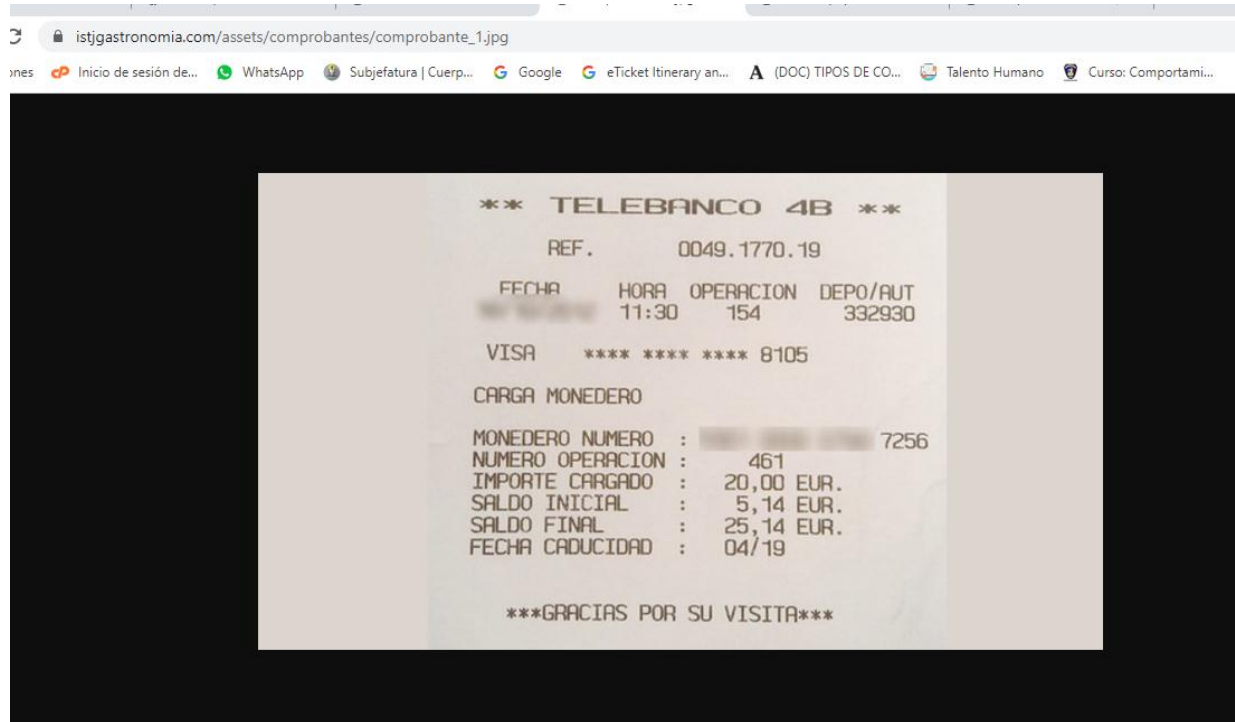 istjgastronomia.com/assets/comprobantes/comprobante_1.jpg
ones Inicio de sesión de... WhatsApp Subjefatura | Cuerp... Google eTicket Itinerary an... (DOC) TIPOS DE CO... Talento Humano Curso: Comportami...
** TELEBANCO 4B **
REF. 0049.1770.19
FECHA HORA OPERACION DEPO/AUT
11:30 154 332930
VISA **** **** **** 8105
CARGA MONEDERO
MONEDERO NUMERO : 7256
NUMERO OPERACION : 461
IMPORTE CARGADO : 20,00 EUR.
SALDO INICIAL : 5,14 EUR.
SALDO FINAL : 25,14 EUR.
FECHA CADUCIDAD : 04/19
***GRACIAS POR SU VISITA***